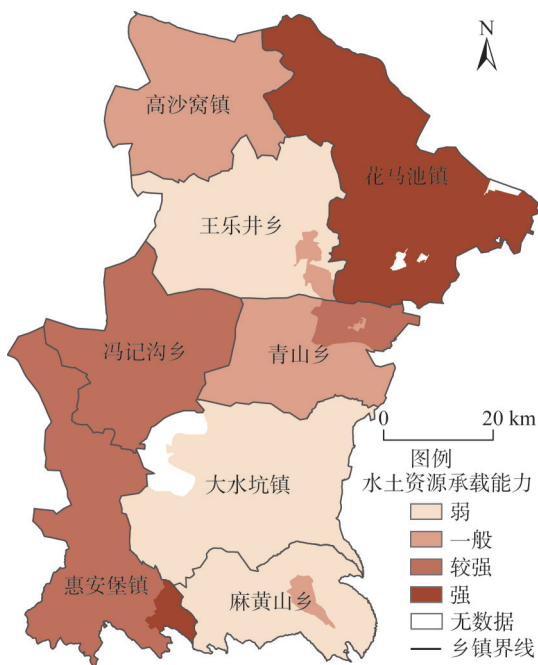 N
高沙窝镇
花马池镇
王乐井乡
冯记沟乡
青山乡
0 20 km
大水坑镇
图例
水土资源承载能力
弱
一般
较强
强
无数据
乡镇界线
惠安堡镇
麻黄山乡